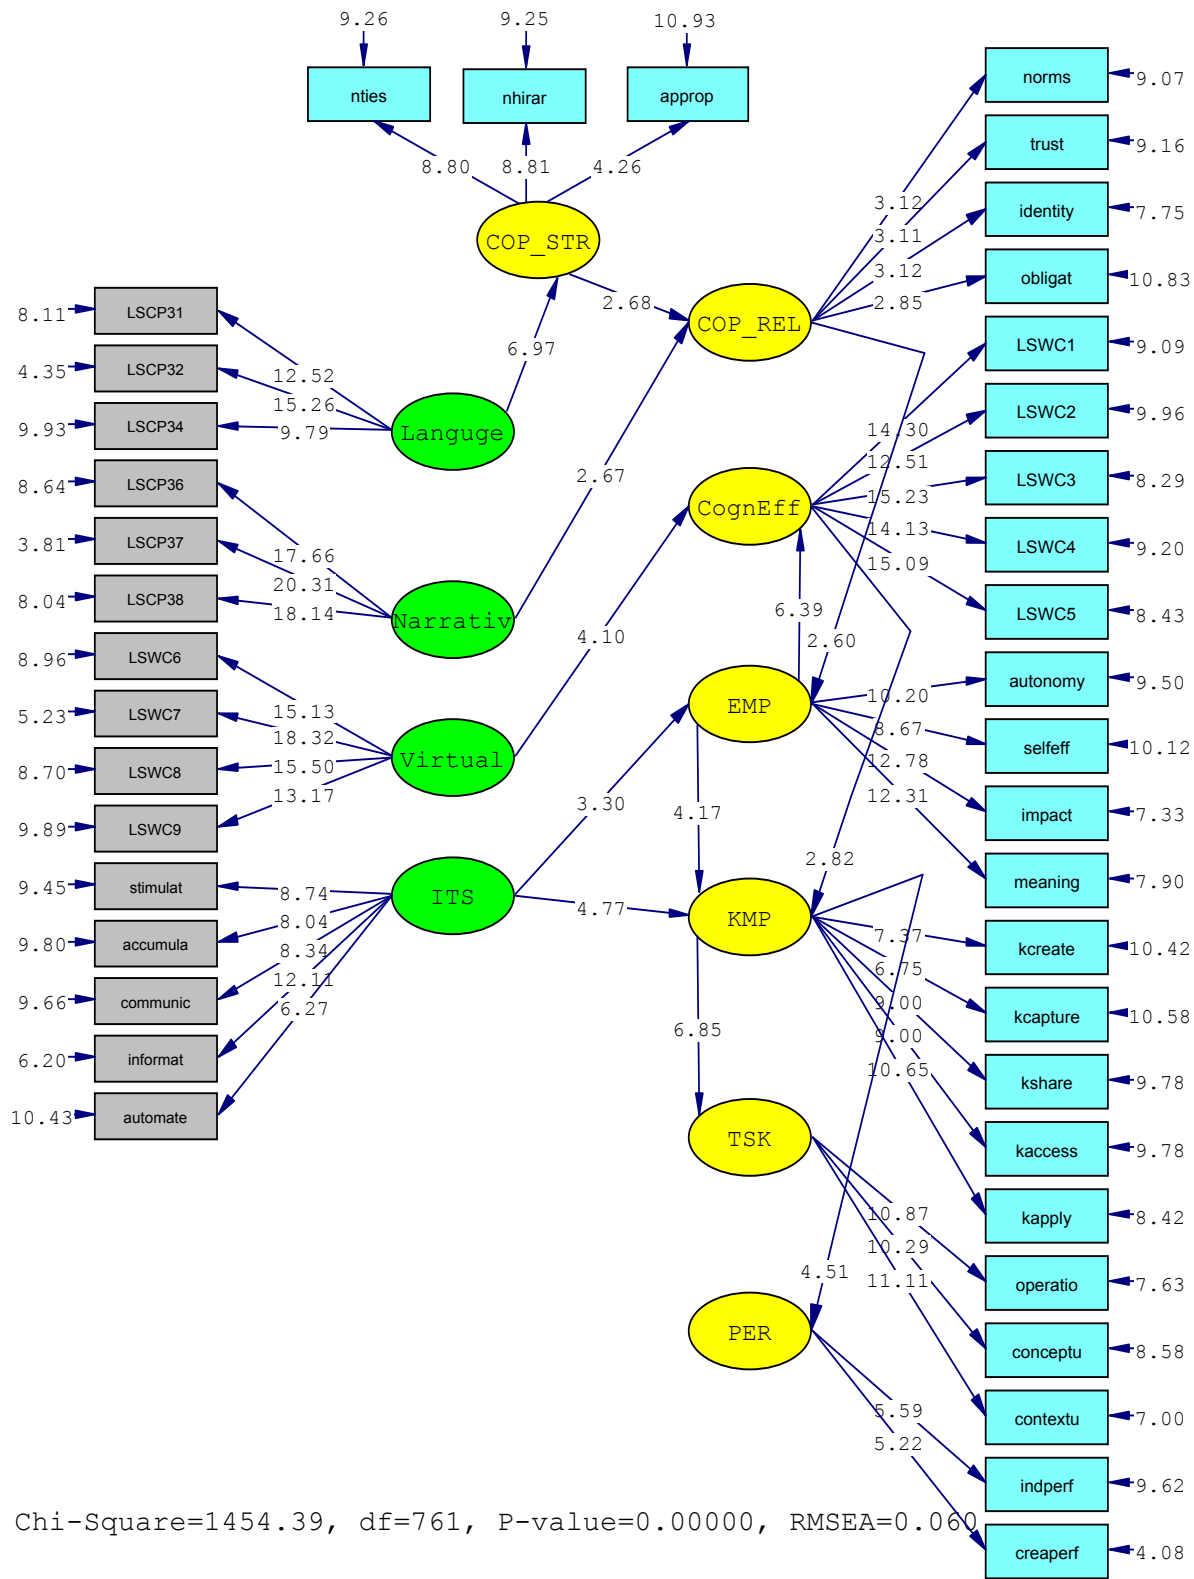 9.26 9.25 10.93
nties nhirar approp
8.80 8.81 4.26
COP_STR
2.68
6.97
8.11 LSCP31
4.35 LSCP32
9.93 LSCP34
8.64 LSCP36
3.81 LSCP37
8.04 LSCP38
8.96 LSWC6
5.23 LSWC7
8.70 LSWC8
9.89 LSWC9
9.45 stimulat
9.80 accumula
9.66 communic
6.20 informat
10.43 automate
12.52
15.26
9.79
17.66
20.31
18.14
15.13
18.32
15.50
13.17
8.74
8.04
8.34
12.11
6.27
Languge
Narrativ
Virtual
ITS
2.67
4.10
3.30
4.77
COP_REL
CognEff
6.39
EMP
4.17
KMP
6.85
TSK
PER
3.12
3.11
3.12
2.85
14.30
12.51
15.23
14.13
15.09
2.60
10.20
8.67
12.78
12.31
2.82
7.37
6.75
9.00
9.00
10.65
10.87
10.29
11.11
4.51
5.59
5.22
norms 9.07
trust 9.16
identity 7.75
obligat 10.83
LSWC1 9.09
LSWC2 9.96
LSWC3 8.29
LSWC4 9.20
LSWC5 8.43
autonomy 9.50
selfeff 10.12
impact 7.33
meaning 7.90
kcreate 10.42
kcapture 10.58
kshare 9.78
kaccess 9.78
kapply 8.42
operatio 7.63
conceptu 8.58
contextu 7.00
indperf 9.62
creaperf 4.08
Chi-Square=1454.39, df=761, P-value=0.00000, RMSEA=0.060